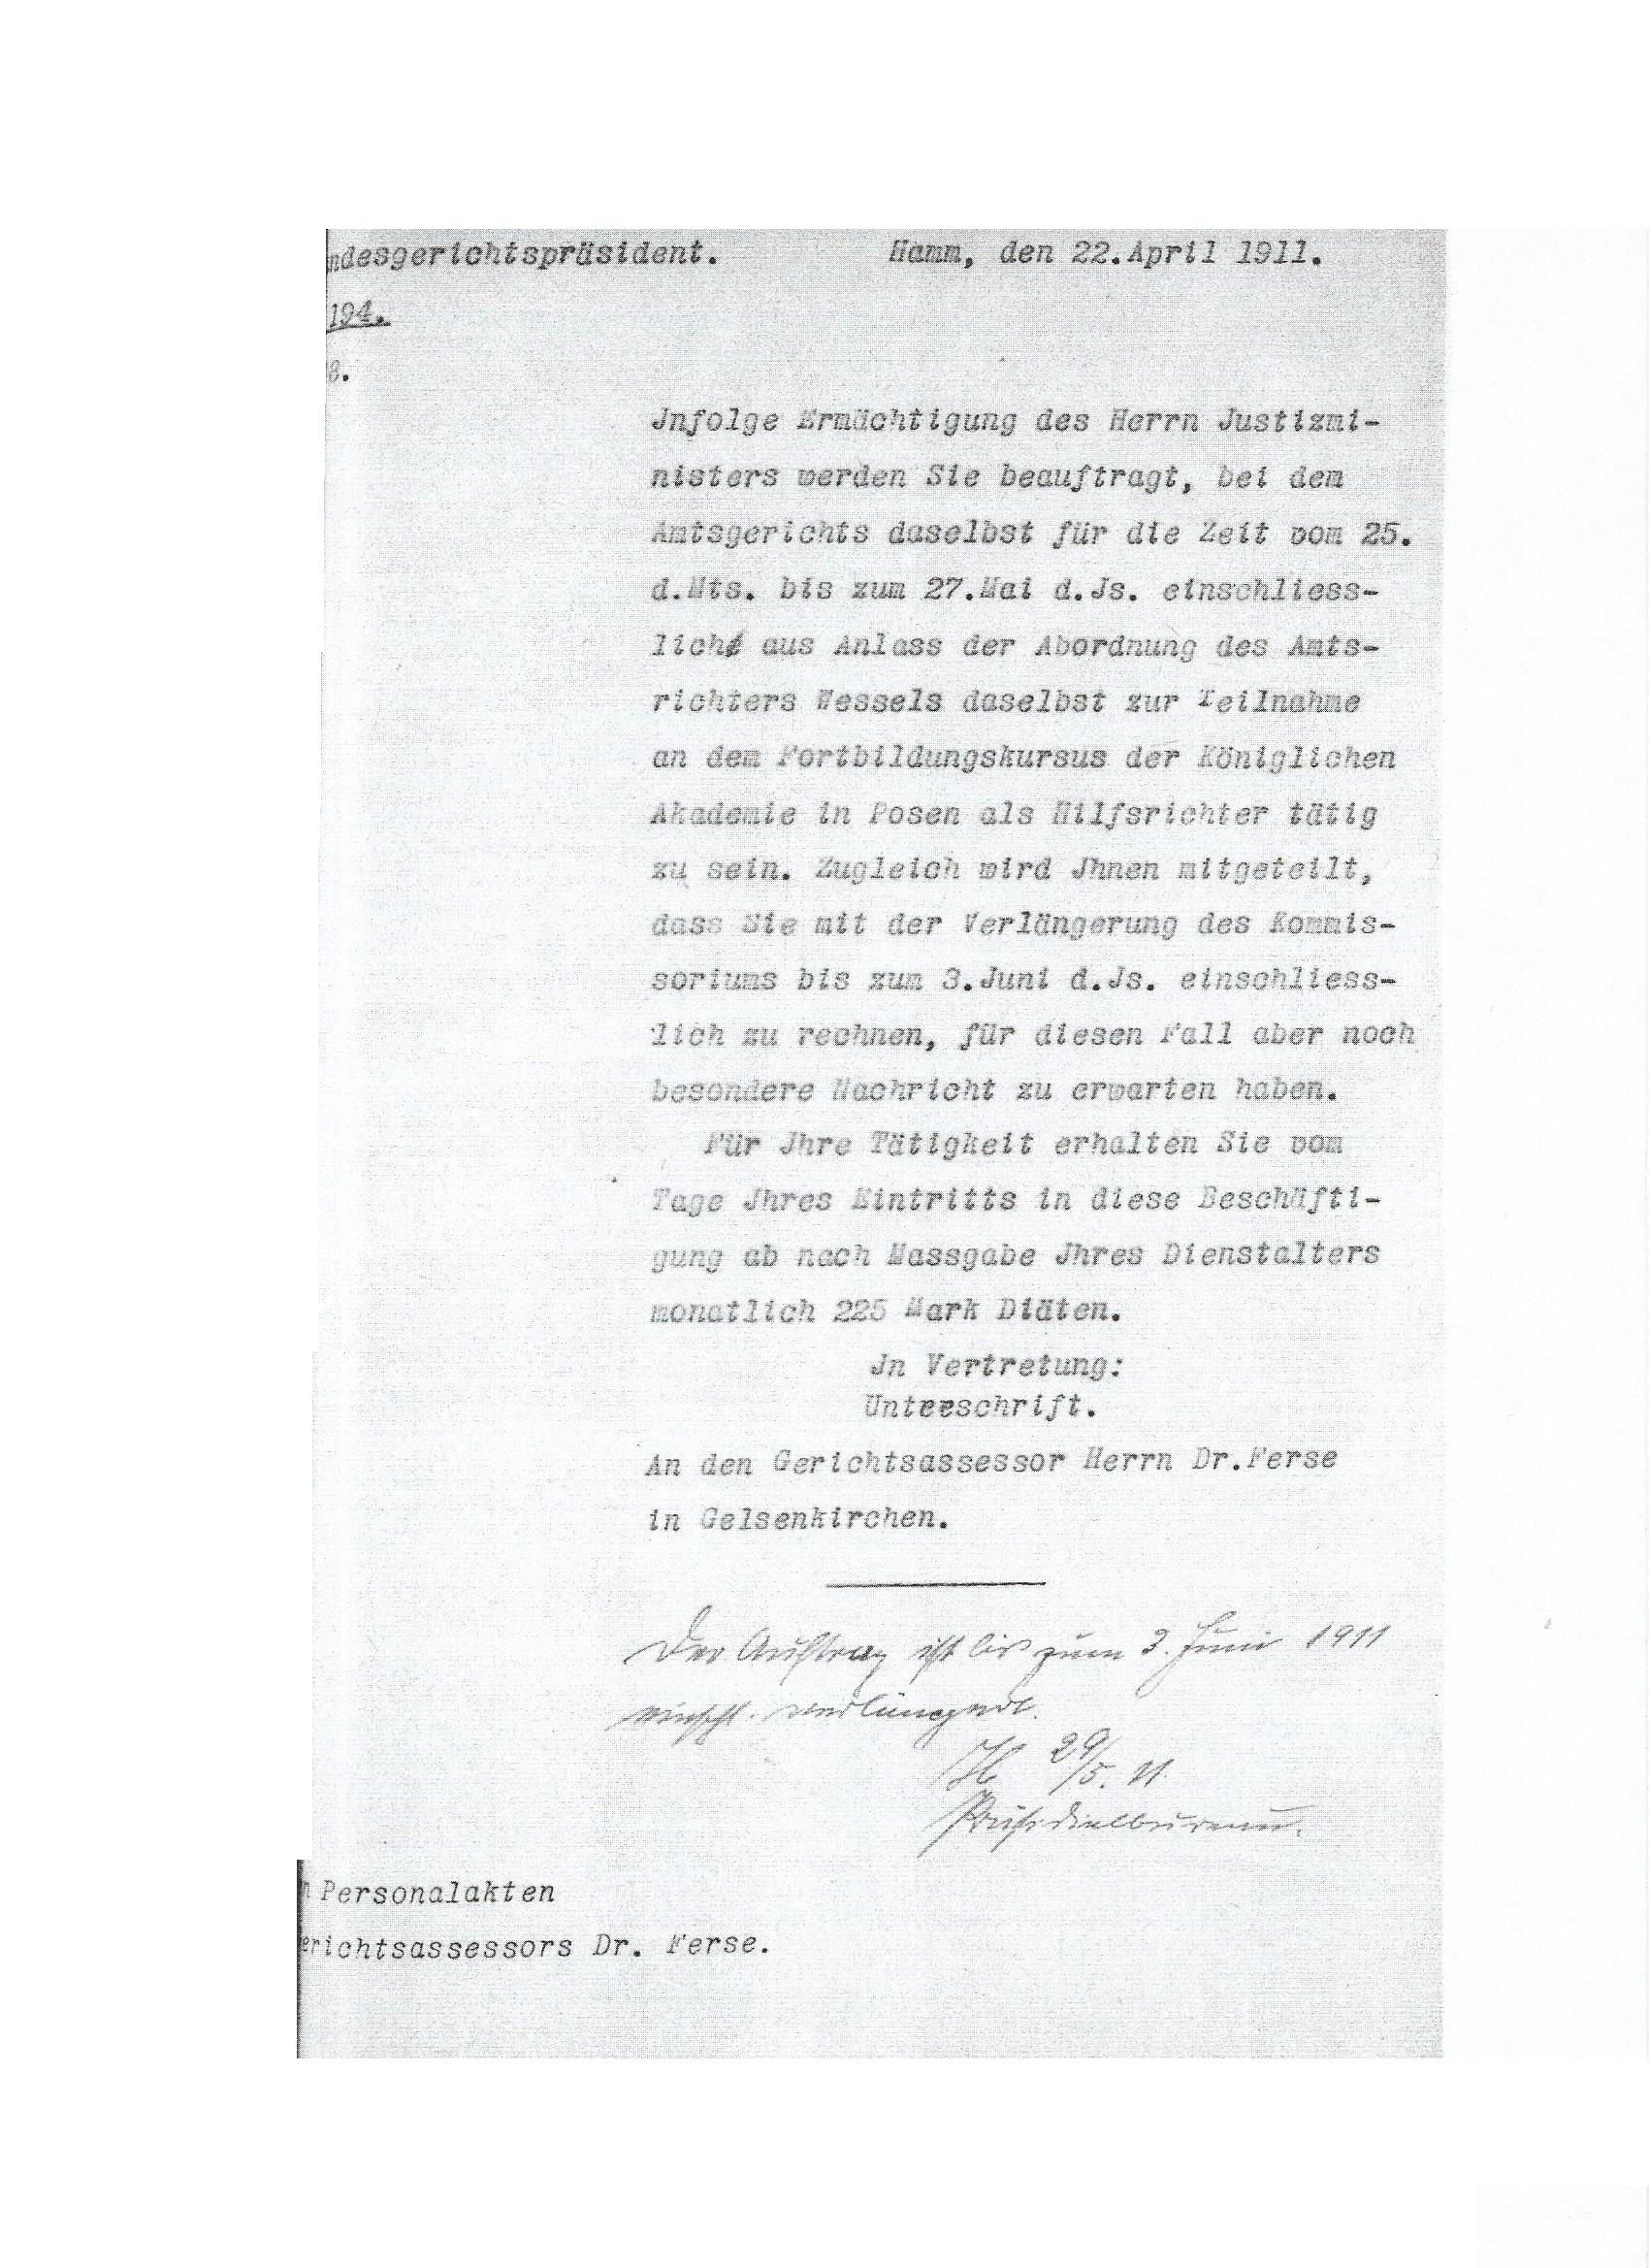 ndesgerichtspräsident. Hamm, den 22.April 1911.
194.
8.
Jnfolge Ermächtigung des Herrn Justizmi-
nisters werden Sie beauftragt, bei dem
Amtsgerichts daselbst für die Zeit vom 25.
d.Mts. bis zum 27.Mai d.Js. einschliess-
lich aus Anlass der Abordnung des Amts-
richters Wessels daselbst zur Teilnahme
an dem Fortbildungskursus der Königlichen
Akademie in Posen als Hilfsrichter tätig
zu sein. Zugleich wird Jhnen mitgeteilt,
dass Sie mit der Verlängerung des Kommis-
soriums bis zum 3.Juni d.Js. einschliess-
lich zu rechnen, für diesen Fall aber noch
besondere Nachricht zu erwarten haben.
Für Jhre Tätigkeit erhalten Sie vom
Tage Jhres Eintritts in diese Beschäfti-
gung ab nach Massgabe Jhres Dienstalters
monatlich 225 Mark Diäten.
Jn Vertretung:
Unterschrift.
An den Gerichtsassessor Herrn Dr.Ferse
in Gelsenkirchen.
Der Auftrag ist bis zum 3. Juni 1911
einschl. verlängert.
H 29/5. 11.
Präsidialbureau.
n Personalakten
erichtsassessors Dr. Ferse.